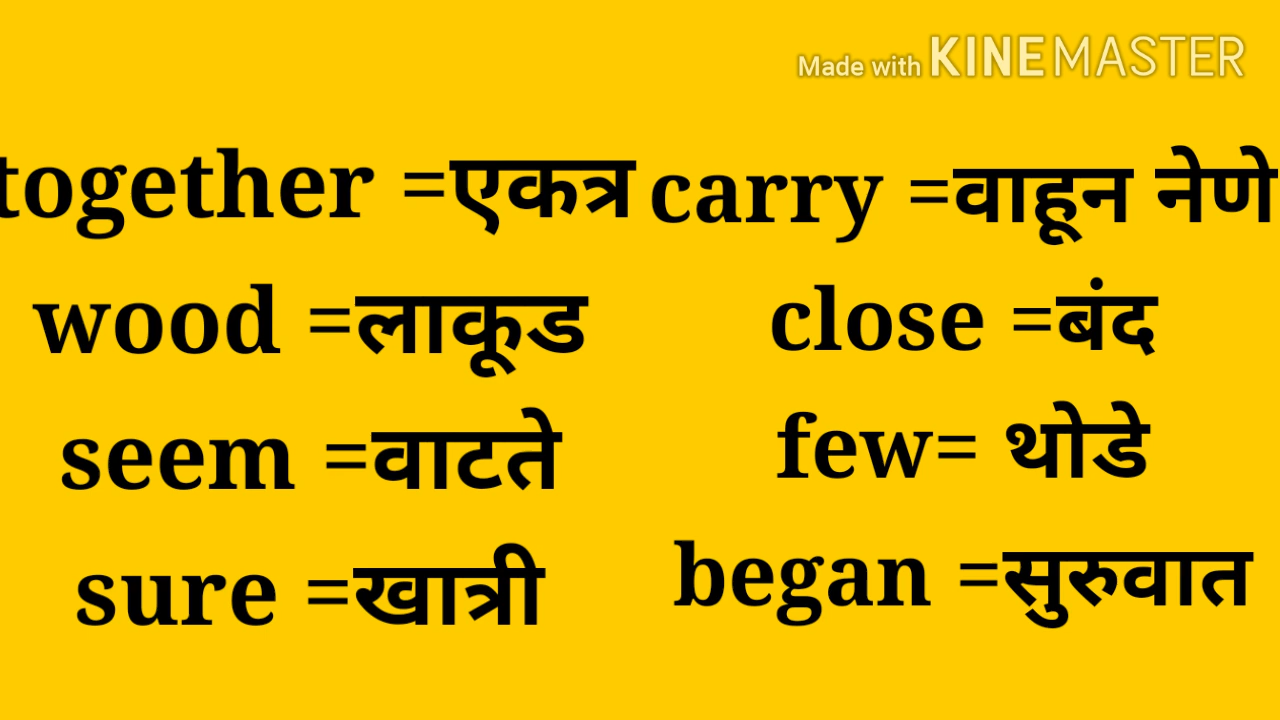 Made with KINEMASTER
together =एकत्र
wood =लाकूड
seem =वाटते
sure =खात्री
carry =वाहून नेणे
close =बंद
few= थोडे
began =सुरुवात